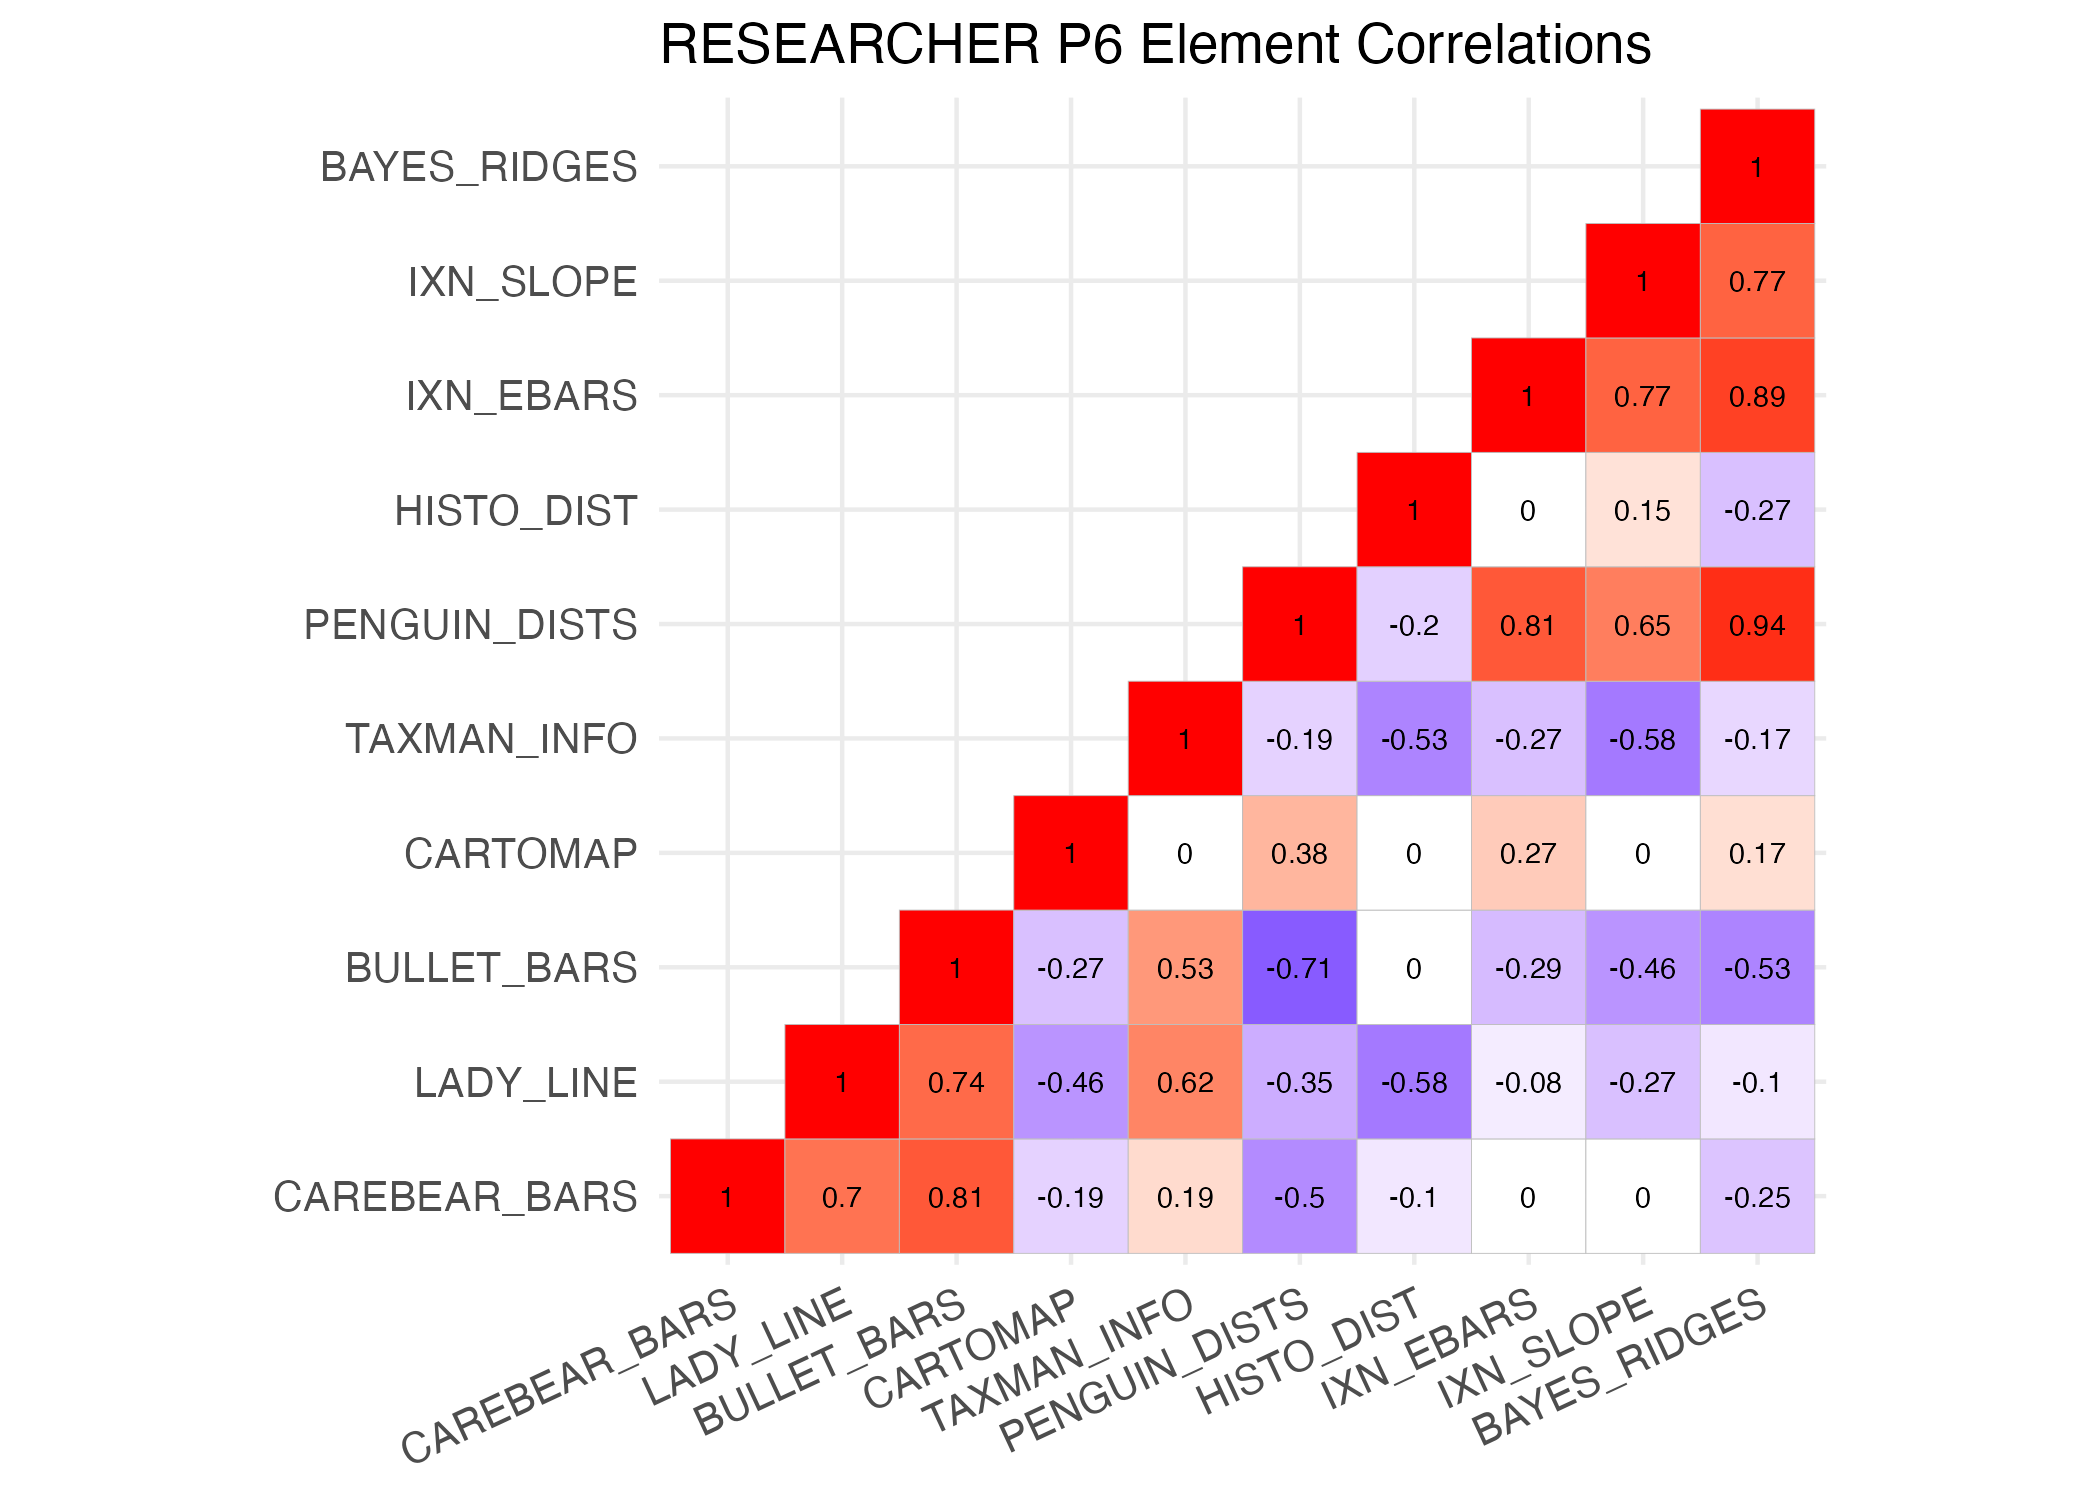 RESEARCHER P6 Element Correlations
BAYES_RIDGES 1
IXN_SLOPE 1 0.77
IXN_EBARS 1 0.77 0.89
HISTO_DIST 1 0 0.15 -0.27
PENGUIN_DISTS 1 -0.2 0.81 0.65 0.94
TAXMAN_INFO 1 -0.19 -0.53 -0.27 -0.58 -0.17
CARTOMAP 1 0 0.38 0 0.27 0 0.17
BULLET_BARS 1 -0.27 0.53 -0.71 0 -0.29 -0.46 -0.53
LADY_LINE 1 0.74 -0.46 0.62 -0.35 -0.58 -0.08 -0.27 -0.1
CAREBEAR_BARS 1 0.7 0.81 -0.19 0.19 -0.5 -0.1 0 0 -0.25
CAREBEAR_BARS
LADY_LINE
BULLET_BARS
CARTOMAP
TAXMAN_INFO
PENGUIN_DISTS
HISTO_DIST
IXN_EBARS
IXN_SLOPE
BAYES_RIDGES